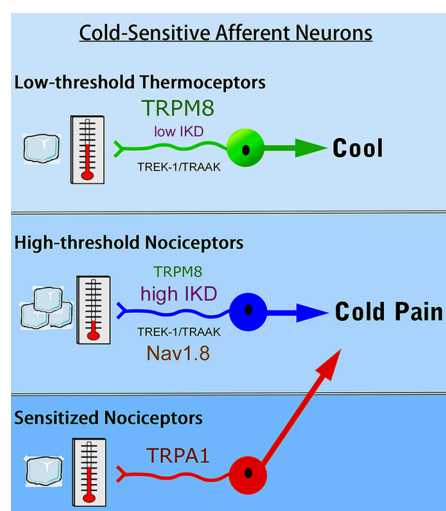 Cold-Sensitive Afferent Neurons
Low-threshold Thermoceptors
TRPM8
low IKD
TREK-1/TRAAK
Cool
High-threshold Nociceptors
TRPM8
high IKD
TREK-1/TRAAK
Nav1.8
Cold Pain
Sensitized Nociceptors
TRPA1